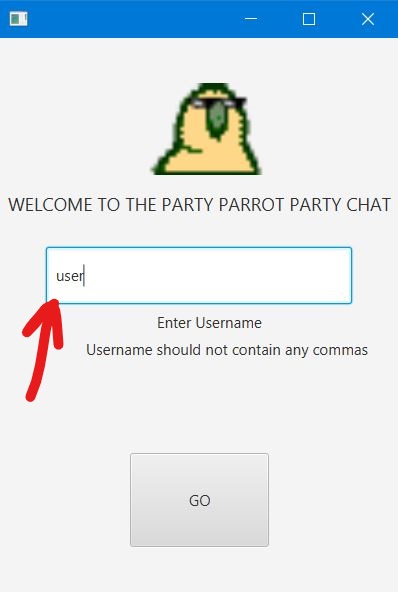 WELCOME TO THE PARTY PARROT PARTY CHAT
user
Enter Username
Username should not contain any commas
GO